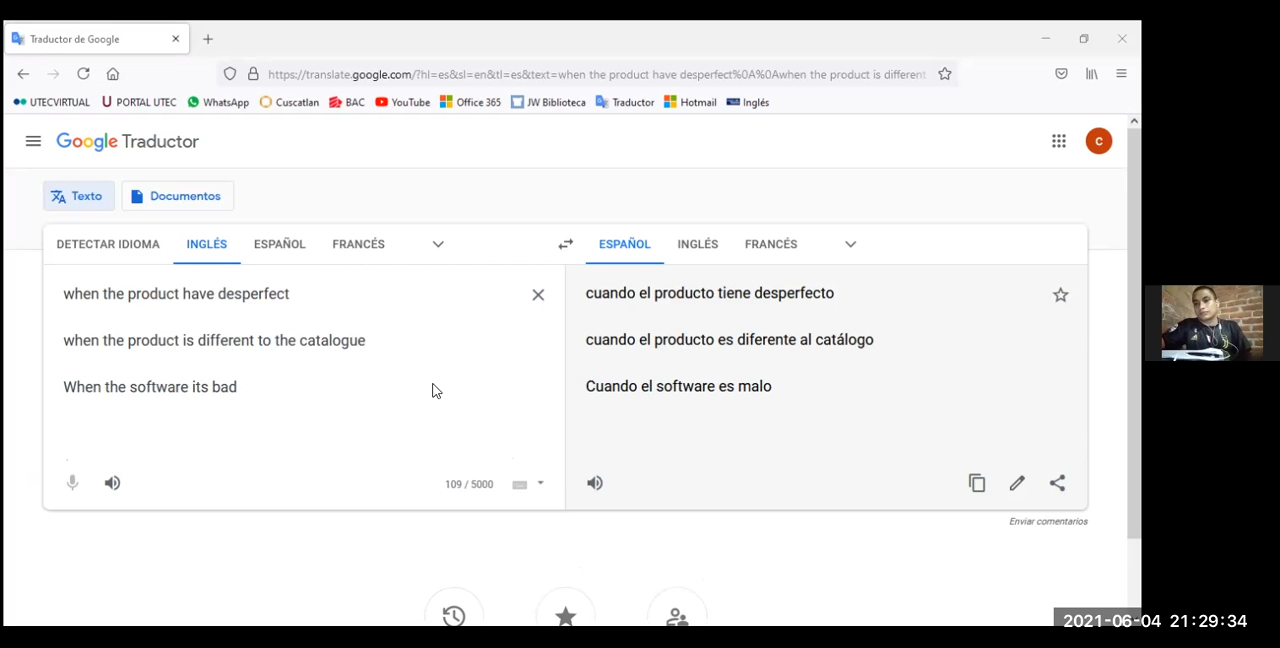 Traductor de Google
https://translate.google.com/?hl=es&sl=en&tl=es&text=when the product have desperfect%0A%0Awhen the product is different
UTECVIRTUAL PORTAL UTEC WhatsApp Cuscatlan BAC YouTube Office 365 JW Biblioteca Traductor Hotmail Inglés
Google Traductor
C
Texto Documentos
DETECTAR IDIOMA INGLÉS ESPAÑOL FRANCÉS ESPAÑOL INGLÉS FRANCÉS
when the product have desperfect
cuando el producto tiene desperfecto
when the product is different to the catalogue
cuando el producto es diferente al catálogo
When the software its bad
Cuando el software es malo
109 / 5000
Enviar comentarios
2021-06-04 21:29:34